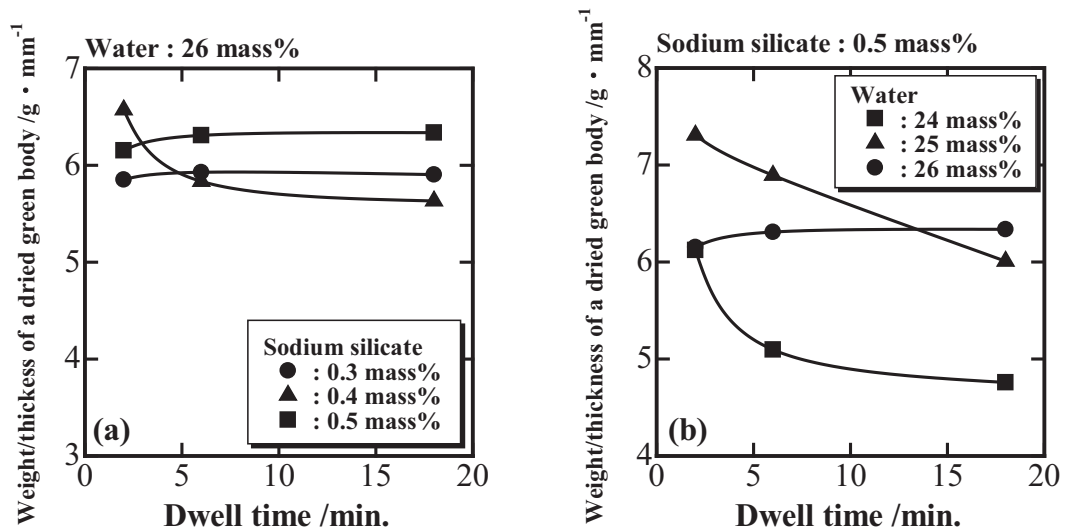 Water : 26 mass%
Weight/thickess of a dried green body /g・mm-1
7
6
5
4
3
0
5
10
15
20
Sodium silicate
: 0.3 mass%
: 0.4 mass%
: 0.5 mass%
(a)
Dwell time /min.
Sodium silicate : 0.5 mass%
Weight/thickness of a dried green body /g・mm-1
8
7
6
5
4
0
5
10
15
20
Water
: 24 mass%
: 25 mass%
: 26 mass%
(b)
Dwell time /min.